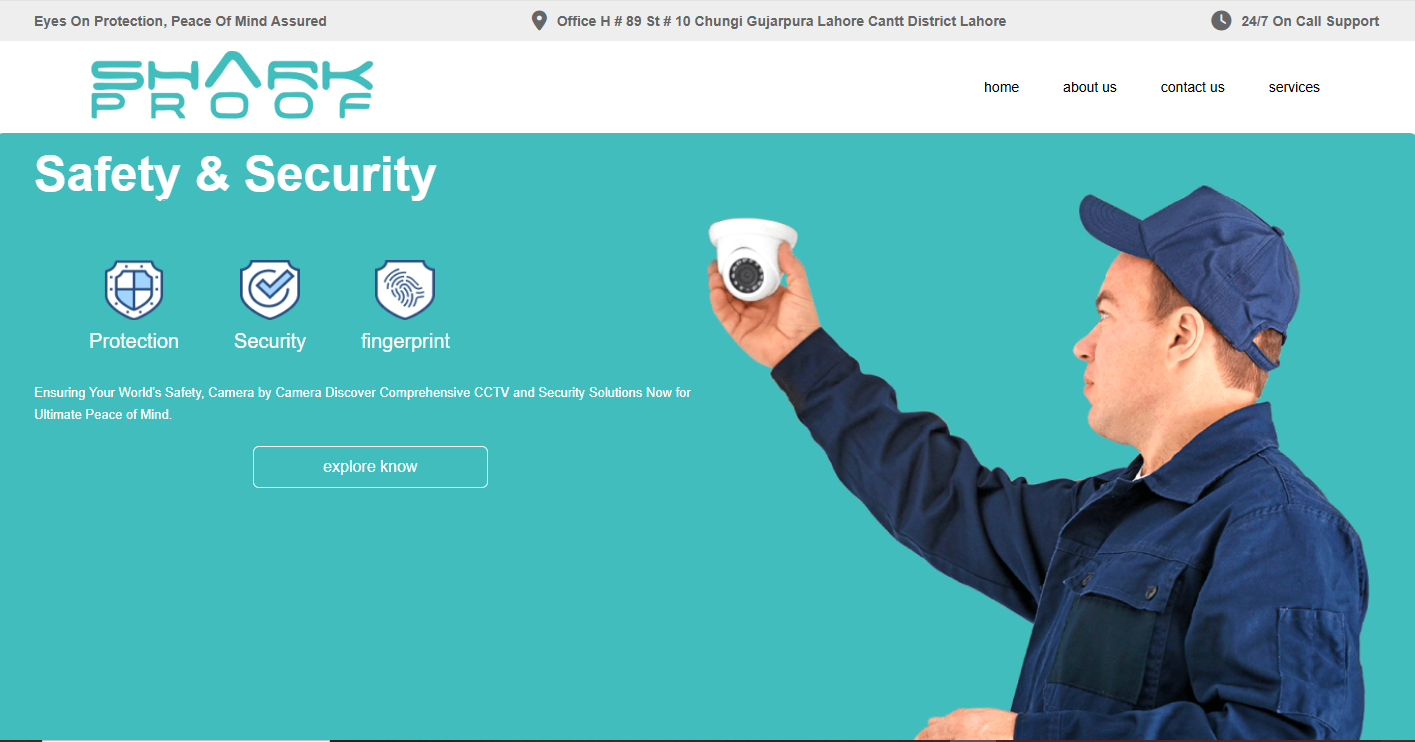 Eyes On Protection, Peace Of Mind Assured
Office H # 89 St # 10 Chungi Gujarpura Lahore Cantt District Lahore
24/7 On Call Support
SHARK
PROOF
home
about us
contact us
services
Safety & Security
Protection
Security
fingerprint
Ensuring Your World's Safety, Camera by Camera Discover Comprehensive CCTV and Security Solutions Now for
Ultimate Peace of Mind.
explore know